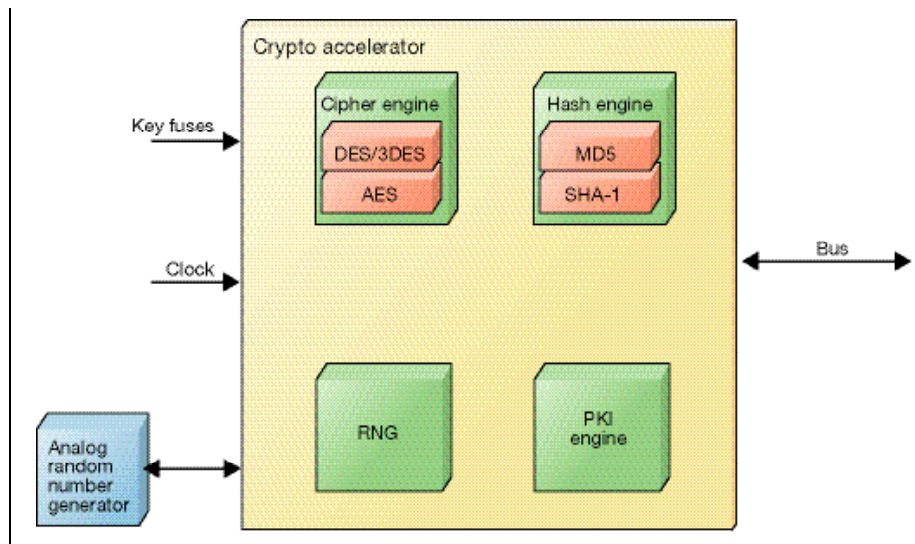 Crypto accelerator
Cipher engine
DES/3DES
AES
Hash engine
MD5
SHA-1
Key fuses
Clock
Bus
RNG
PKI
engine
Analog
random
number
generator